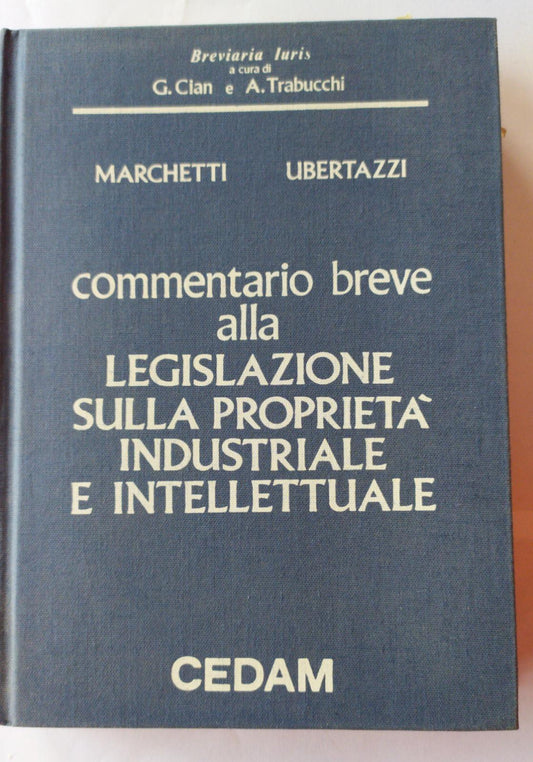 Breviaria Iuris
a cura di
G. Cian e A. Trabucchi
MARCHETTI UBERTAZZI
commentario breve
alla
LEGISLAZIONE
SULLA PROPRIETÀ
INDUSTRIALE
E INTELLETTUALE
CEDAM